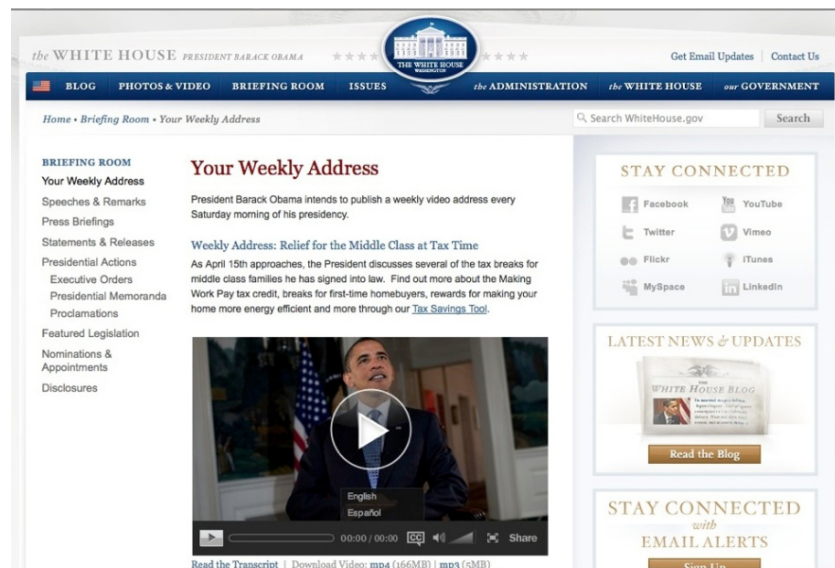 the WHITE HOUSE PRESIDENT BARACK OBAMA
THE WHITE HOUSE
WASHINGTON
Get Email Updates | Contact Us
BLOG PHOTOS & VIDEO BRIEFING ROOM ISSUES the ADMINISTRATION the WHITE HOUSE our GOVERNMENT
Home • Briefing Room • Your Weekly Address
Search WhiteHouse.gov Search
BRIEFING ROOM
Your Weekly Address
Speeches & Remarks
Press Briefings
Statements & Releases
Presidential Actions
Executive Orders
Presidential Memoranda
Proclamations
Featured Legislation
Nominations &
Appointments
Disclosures
Your Weekly Address
President Barack Obama intends to publish a weekly video address every
Saturday morning of his presidency.
Weekly Address: Relief for the Middle Class at Tax Time
As April 15th approaches, the President discusses several of the tax breaks for
middle class families he has signed into law. Find out more about the Making
Work Pay tax credit, breaks for first-time homebuyers, rewards for making your
home more energy efficient and more through our Tax Savings Tool.
English
Español
00:00 / 00:00 CC Share
Read the Transcript | Download Video: mp4 (166MB) | mp3 (5MB)
STAY CONNECTED
Facebook YouTube
Twitter Vimeo
Flickr iTunes
MySpace LinkedIn
LATEST NEWS & UPDATES
THE
WHITE HOUSE BLOG
Read the Blog
STAY CONNECTED
with
EMAIL ALERTS
Sign Up